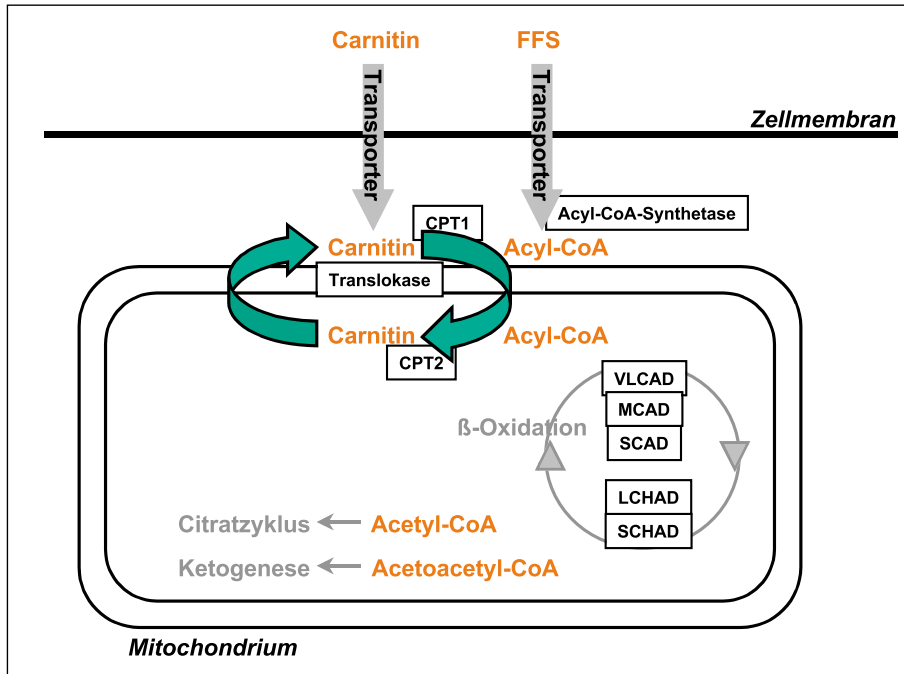 Carnitin
FFS
Transporter
Transporter
Zellmembran
Acyl-CoA-Synthetase
CPT1
Carnitin
Acyl-CoA
Translokase
Carnitin
Acyl-CoA
CPT2
VLCAD
MCAD
ß-Oxidation
SCAD
LCHAD
SCHAD
Citratzyklus
Acetyl-CoA
Ketogenese
Acetoacetyl-CoA
Mitochondrium